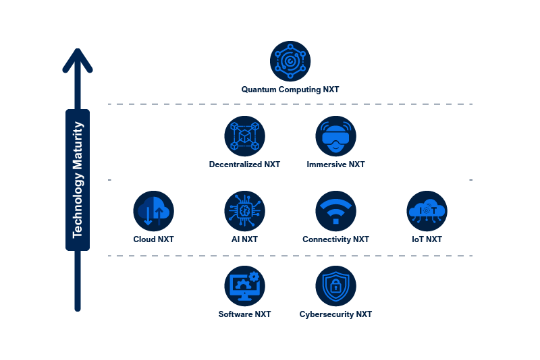 Quantum Computing NXT
Technology Maturity
Decentralized NXT
Immersive NXT
Cloud NXT
AI NXT
Connectivity NXT
IoT NXT
IoT
Software NXT
Cybersecurity NXT